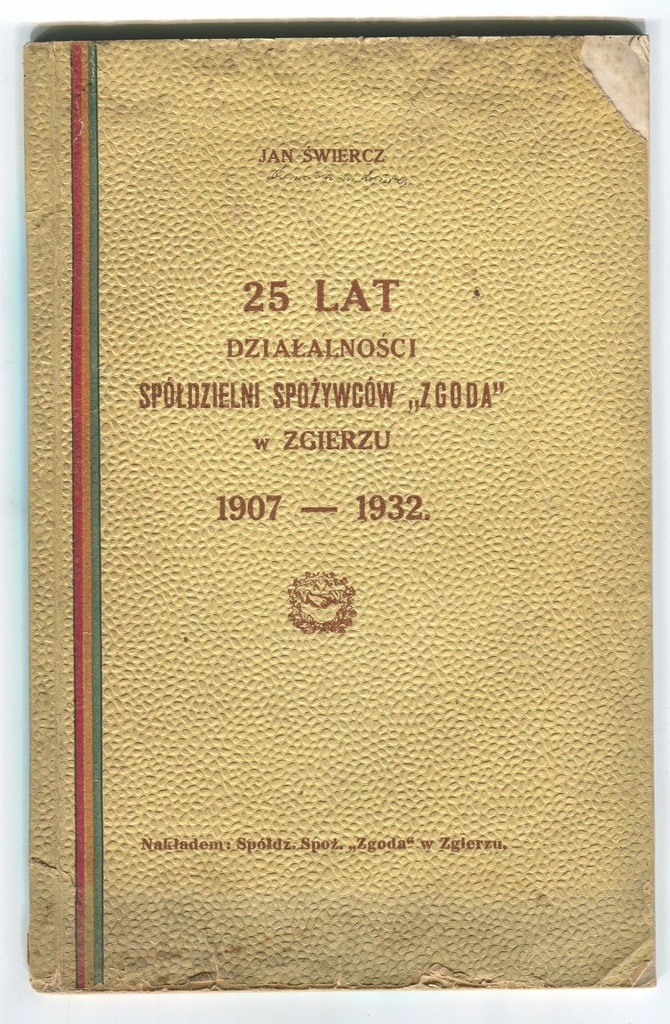 JAN ŚWIERCZ
25 LAT
DZIAŁALNOŚCI
SPÓŁDZIELNI SPOŻYWCÓW „ZGODA”
w ZGIERZU
1907 — 1932.
Nakładem: Spółdz. Spoż. „Zgoda” w Zgierzu.